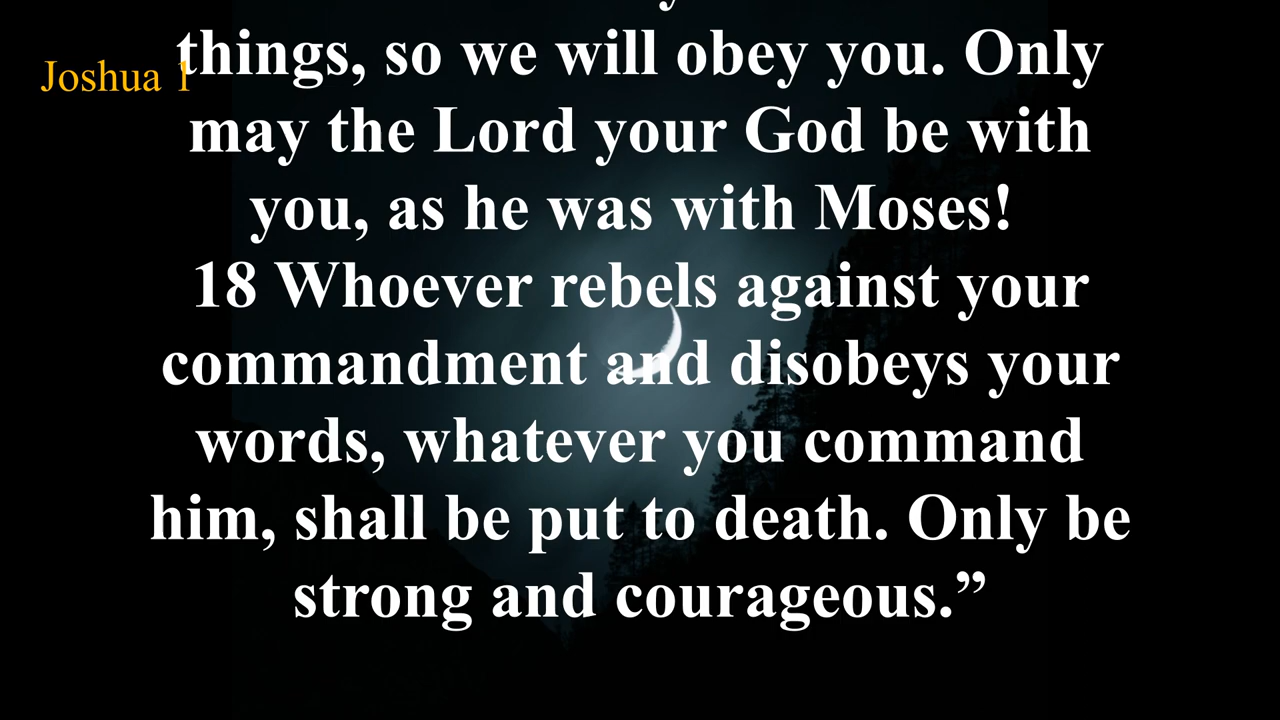 things, so we will obey you. Only
Joshua 1
may the Lord your God be with
you, as he was with Moses!
18 Whoever rebels against your
commandment and disobeys your
words, whatever you command
him, shall be put to death. Only be
strong and courageous.”